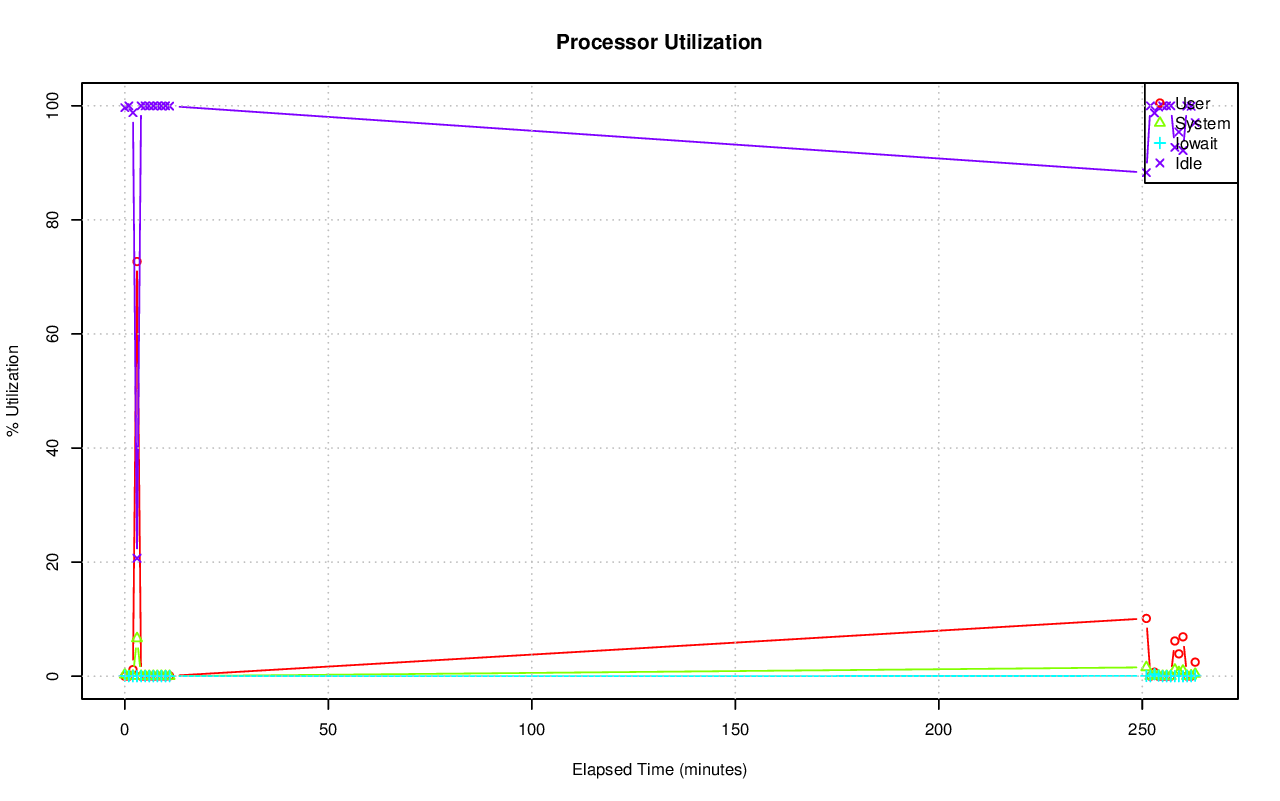 Processor Utilization
% Utilization
100
80
60
40
20
0
User
System
Iowait
Idle
0 50 100 150 200 250
Elapsed Time (minutes)